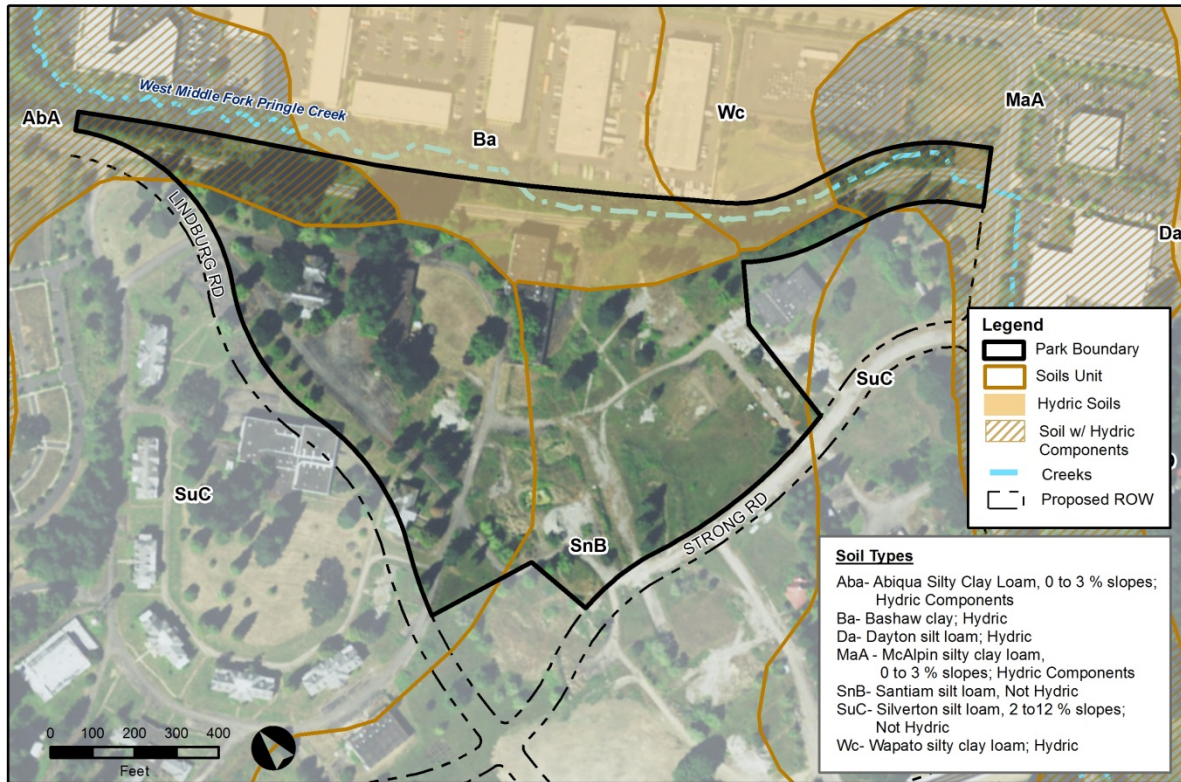 West Middle Fork Pringle Creek
AbA
Ba
Wc
MaA
Da
LINDBURG RD
SuC
SnB
STRONG RD
SuC
Legend
Park Boundary
Soils Unit
Hydric Soils
Soil w/ Hydric
Components
Creeks
Proposed ROW
Soil Types
Aba- Abiqua Silty Clay Loam, 0 to 3 % slopes;
Hydric Components
Ba- Bashaw clay; Hydric
Da- Dayton silt loam; Hydric
MaA - McAlpin silty clay loam,
0 to 3 % slopes; Hydric Components
SnB- Santiam silt loam, Not Hydric
SuC- Silverton silt loam, 2 to12 % slopes;
Not Hydric
Wc- Wapato silty clay loam; Hydric
0 100 200 300 400
Feet